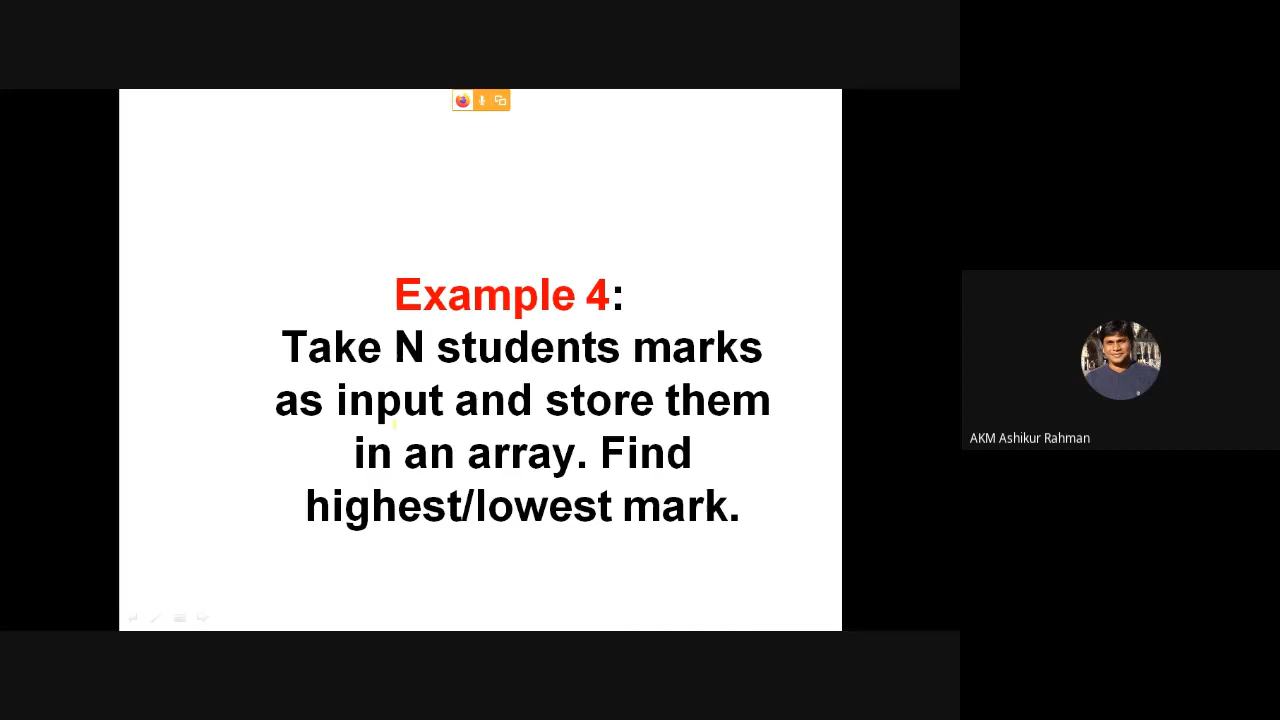 Example 4:
Take N students marks
as input and store them
in an array. Find
highest/lowest mark.
AKM Ashikur Rahman